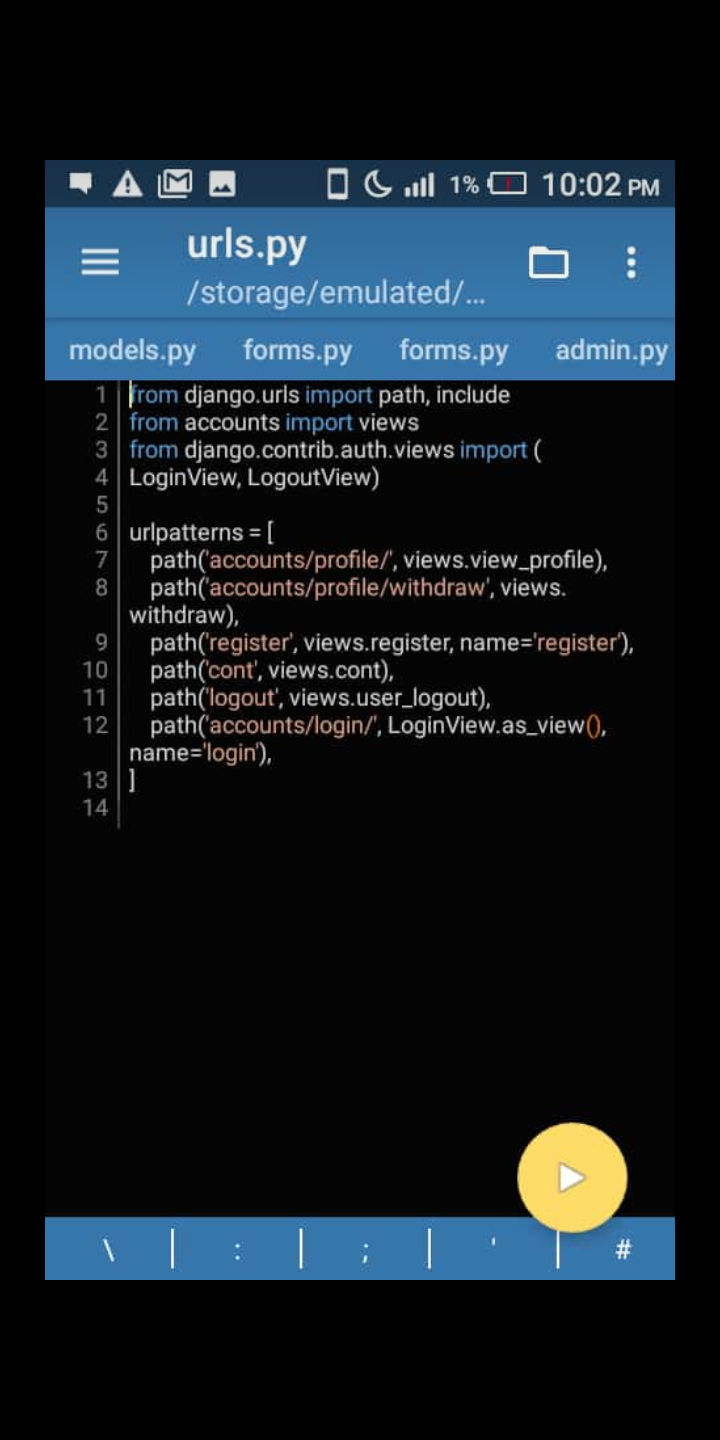 1% 10:02 PM
urls.py
/storage/emulated/...
models.py forms.py forms.py admin.py
1 from django.urls import path, include
2 from accounts import views
3 from django.contrib.auth.views import (
4 LoginView, LogoutView)
5
6 urlpatterns = [
7 path('accounts/profile/', views.view_profile),
8 path('accounts/profile/withdraw', views.
withdraw),
9 path('register', views.register, name='register'),
10 path('cont', views.cont),
11 path('logout', views.user_logout),
12 path('accounts/login/', LoginView.as_view(),
name='login'),
13 ]
14
\ : ; ' #